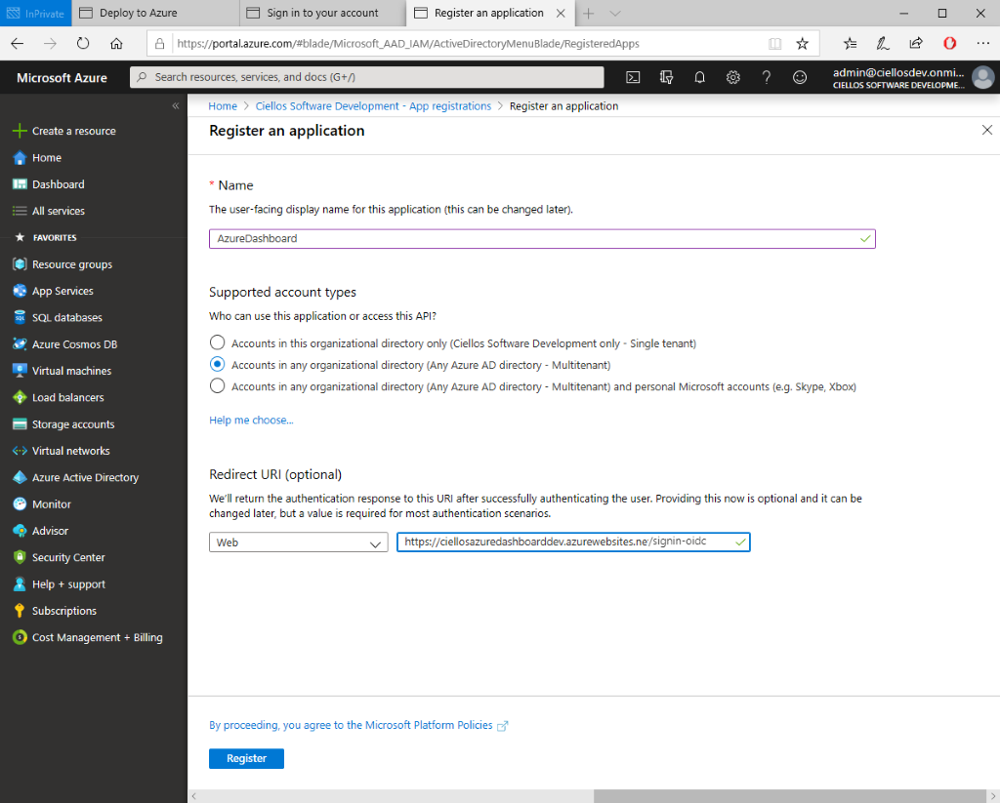 InPrivate
Deploy to Azure
Sign in to your account
Register an application
https://portal.azure.com/#blade/Microsoft_AAD_IAM/ActiveDirectoryMenuBlade/RegisteredApps
Microsoft Azure
Search resources, services, and docs (G+/)
admin@ciellosdev.onmi...
CIELLOS SOFTWARE DEVELOPME...
Create a resource
Home
Dashboard
All services
FAVORITES
Resource groups
App Services
SQL databases
Azure Cosmos DB
Virtual machines
Load balancers
Storage accounts
Virtual networks
Azure Active Directory
Monitor
Advisor
Security Center
Help + support
Subscriptions
Cost Management + Billing
Home > Ciellos Software Development - App registrations > Register an application
Register an application
* Name
The user-facing display name for this application (this can be changed later).
AzureDashboard
Supported account types
Who can use this application or access this API?
Accounts in this organizational directory only (Ciellos Software Development only - Single tenant)
Accounts in any organizational directory (Any Azure AD directory - Multitenant)
Accounts in any organizational directory (Any Azure AD directory - Multitenant) and personal Microsoft accounts (e.g. Skype, Xbox)
Help me choose...
Redirect URI (optional)
We'll return the authentication response to this URI after successfully authenticating the user. Providing this now is optional and it can be
changed later, but a value is required for most authentication scenarios.
Web
https://ciellosazuredashboarddev.azurewebsites.ne/signin-oidc
By proceeding, you agree to the Microsoft Platform Policies
Register